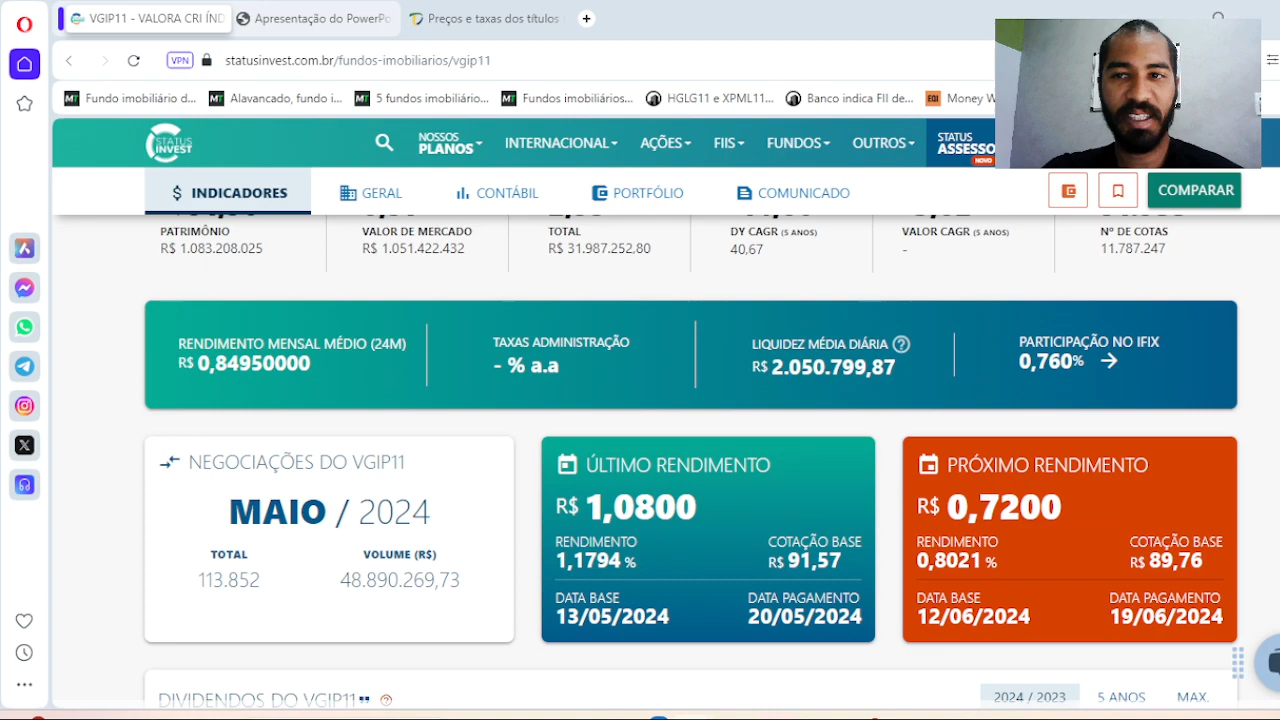 VGIP11 - VALORA CRI ÍND
Apresentação do PowerPo
Preços e taxas dos títulos
VPN
statusinvest.com.br/fundos-imobiliarios/vgip11
Fundo imobiliário d...
Alavancado, fundo i...
5 fundos imobiliário...
Fundos imobiliários...
HGLG11 e XPML11...
Banco indica FII de...
EQI
Money W
STATUS
INVEST
NOSSOS
PLANOS
INTERNACIONAL
AÇÕES
FIIS
FUNDOS
OUTROS
STATUS
ASSESSO
NOVO
INDICADORES
GERAL
CONTÁBIL
PORTFÓLIO
COMUNICADO
COMPARAR
PATRIMÔNIO
R$ 1.083.208.025
VALOR DE MERCADO
R$ 1.051.422.432
TOTAL
R$ 31.987.252,80
DY CAGR (5 ANOS)
40,67
VALOR CAGR (5 ANOS)
-
Nº DE COTAS
11.787.247
RENDIMENTO MENSAL MÉDIO (24M)
R$ 0,84950000
TAXAS ADMINISTRAÇÃO
- % a.a
LIQUIDEZ MÉDIA DIÁRIA
R$ 2.050.799,87
PARTICIPAÇÃO NO IFIX
0,760%
NEGOCIAÇÕES DO VGIP11
MAIO / 2024
TOTAL
113.852
VOLUME (R$)
48.890.269,73
ÚLTIMO RENDIMENTO
R$ 1,0800
RENDIMENTO
1,1794 %
COTAÇÃO BASE
R$ 91,57
DATA BASE
13/05/2024
DATA PAGAMENTO
20/05/2024
PRÓXIMO RENDIMENTO
R$ 0,7200
RENDIMENTO
0,8021 %
COTAÇÃO BASE
R$ 89,76
DATA BASE
12/06/2024
DATA PAGAMENTO
19/06/2024
DIVIDENDOS DO VGIP11
2024 / 2023
5 ANOS
MAX.